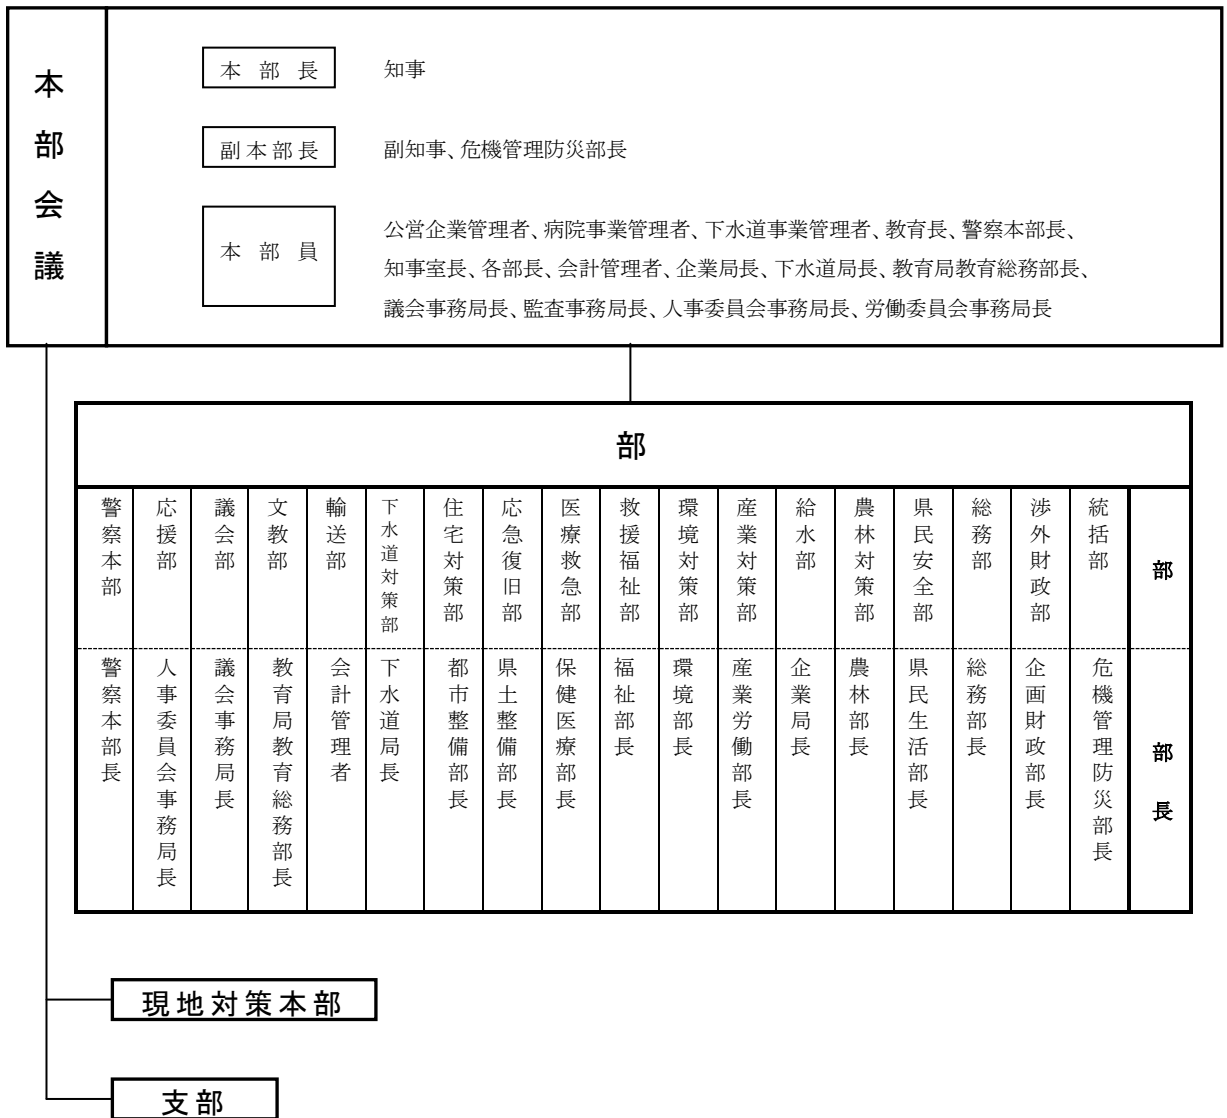 本部会議
本部長
知事
副本部長
副知事、危機管理防災部長
本部員
公営企業管理者、病院事業管理者、下水道事業管理者、教育長、警察本部長、
知事室長、各部長、会計管理者、企業局長、下水道局長、教育局教育総務部長、
議会事務局長、監査事務局長、人事委員会事務局長、労働委員会事務局長
部
部
統括部
渉外財政部
総務部
県民安全部
農林対策部
給水部
産業対策部
環境対策部
救援福祉部
医療救急部
応急復旧部
住宅対策部
下水道対策部
輸送部
文教部
議会部
応援部
警察本部
部長
危機管理防災部長
企画財政部長
総務部長
県民生活部長
農林部長
企業局長
産業労働部長
環境部長
福祉部長
保健医療部長
県土整備部長
都市整備部長
下水道局長
会計管理者
教育局教育総務部長
議会事務局長
人事委員会事務局長
警察本部長
現地対策本部
支部